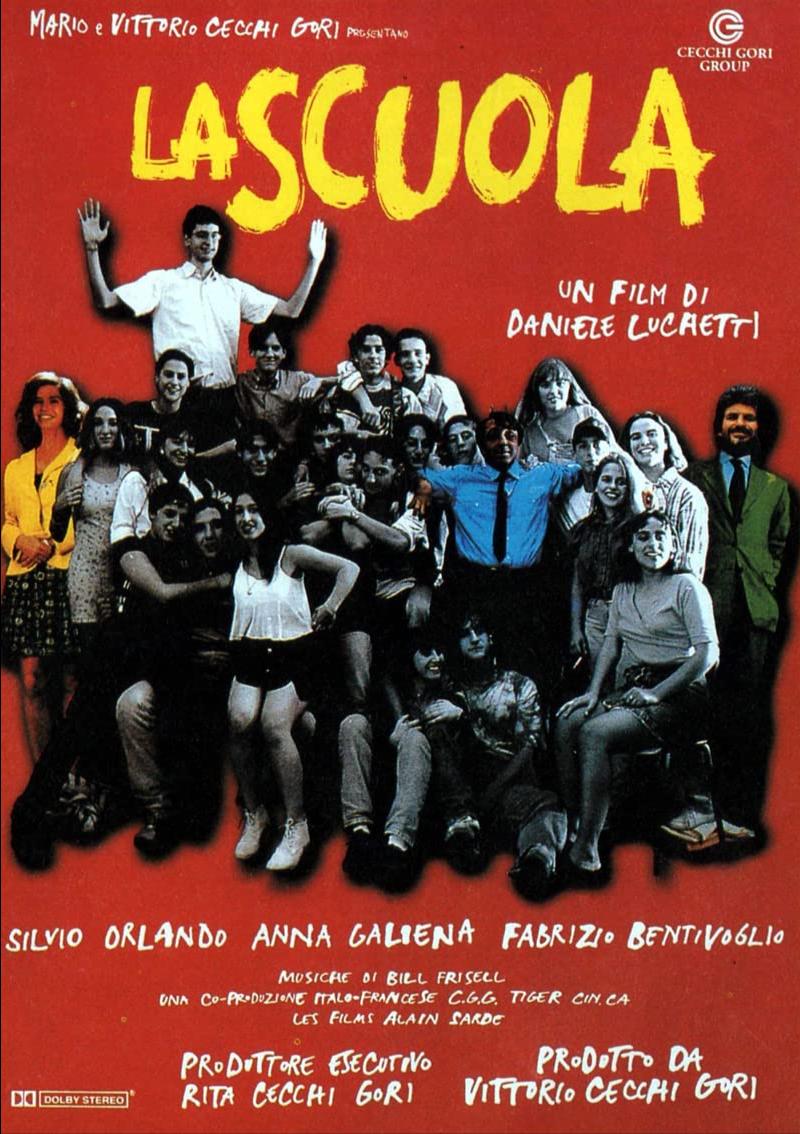 MARIO e VITTORIO CECCHI GORI PRESENTANO
CECCHI GORI
GROUP
LA SCUOLA
UN FILM DI
DANIELE LUCHETTI
SILVIO ORLANDO ANNA GALIENA FABRIZIO BENTIVOGLIO
MUSICHE DI BILL FRISELL
UNA CO-PRODUZIONE ITALO-FRANCESE C.G.G. TIGER CIN.CA
LES FILMS ALAIN SARDE
PRODUTTORE ESECUTIVO
RITA CECCHI GORI
PRODOTTO DA
VITTORIO CECCHI GORI
DOLBY STEREO®